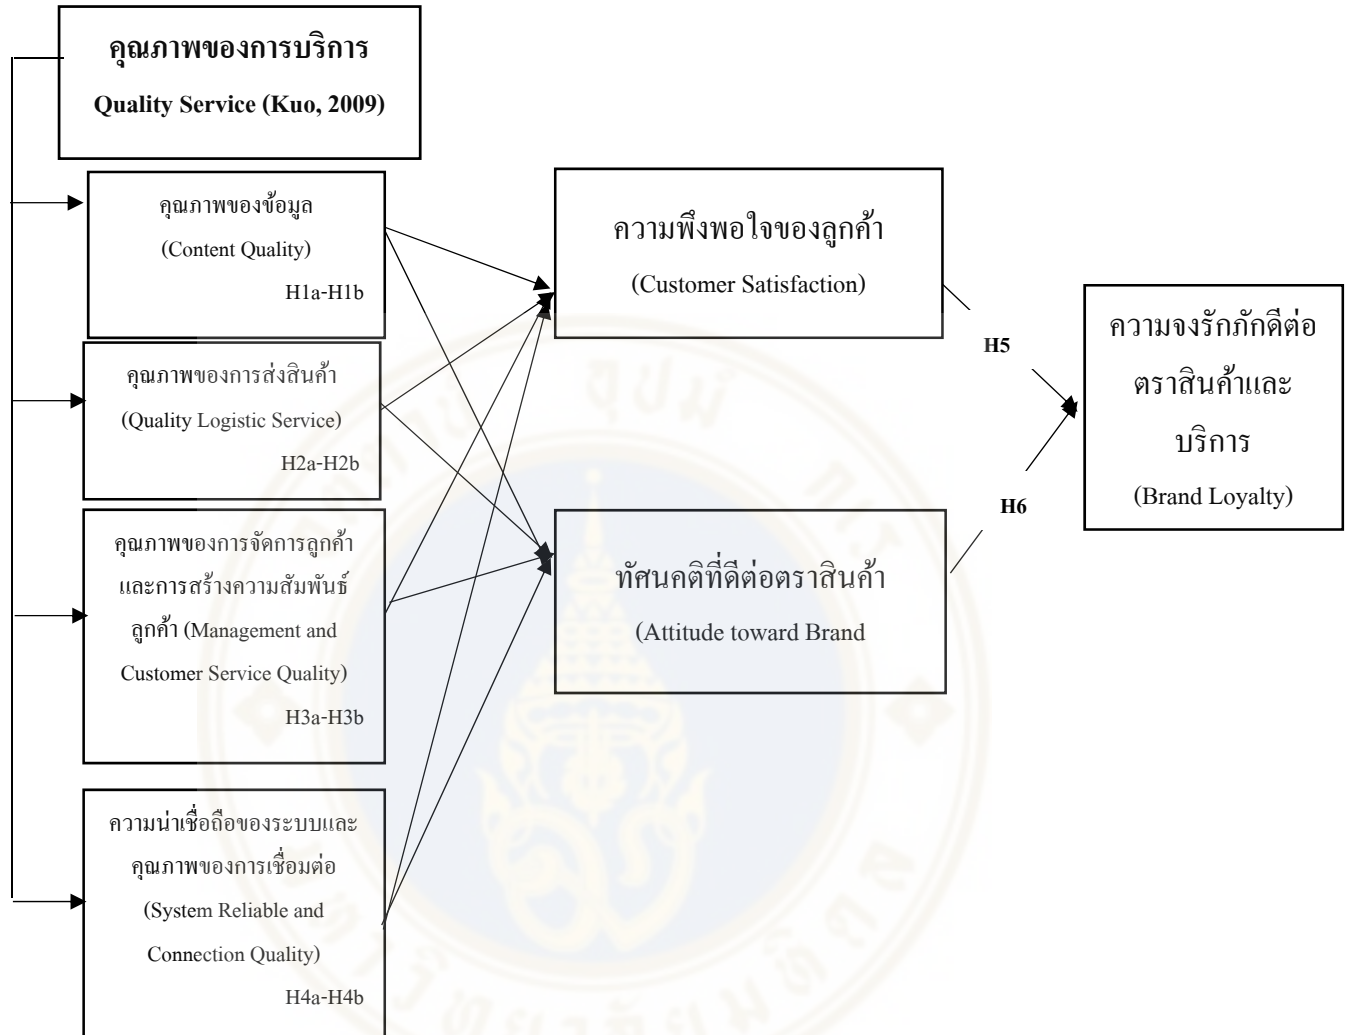 คุณภาพของการบริการ
Quality Service (Kuo, 2009)
คุณภาพของข้อมูล
(Content Quality)
H1a-H1b
คุณภาพของการส่งสินค้า
(Quality Logistic Service)
H2a-H2b
คุณภาพของการจัดการลูกค้า
และการสร้างความสัมพันธ์
ลูกค้า (Management and
Customer Service Quality)
H3a-H3b
ความน่าเชื่อถือของระบบและ
คุณภาพของการเชื่อมต่อ
(System Reliable and
Connection Quality)
H4a-H4b
ความพึงพอใจของลูกค้า
(Customer Satisfaction)
ทัศนคติที่ดีต่อตราสินค้า
(Attitude toward Brand
H5
H6
ความจงรักภักดีต่อ
ตราสินค้าและ
บริการ
(Brand Loyalty)